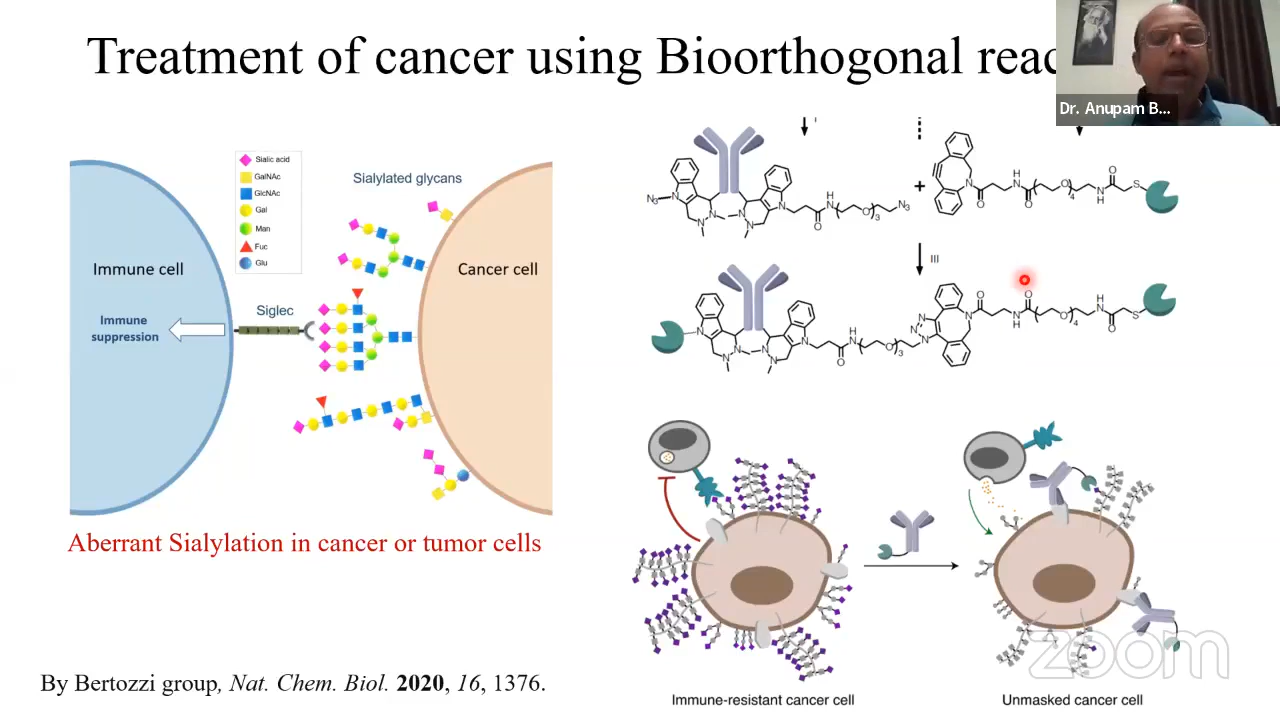 Treatment of cancer using Bioorthogonal reac
Dr. Anupam B...
Sialic acid
GalNAc
GlcNAc
Gal
Man
Fuc
Glu
Sialylated glycans
Immune cell
Cancer cell
Siglec
Immune
suppression
Aberrant Sialylation in cancer or tumor cells
By Bertozzi group, Nat. Chem. Biol. 2020, 16, 1376.
III
Immune-resistant cancer cell
Unmasked cancer cell
zoom